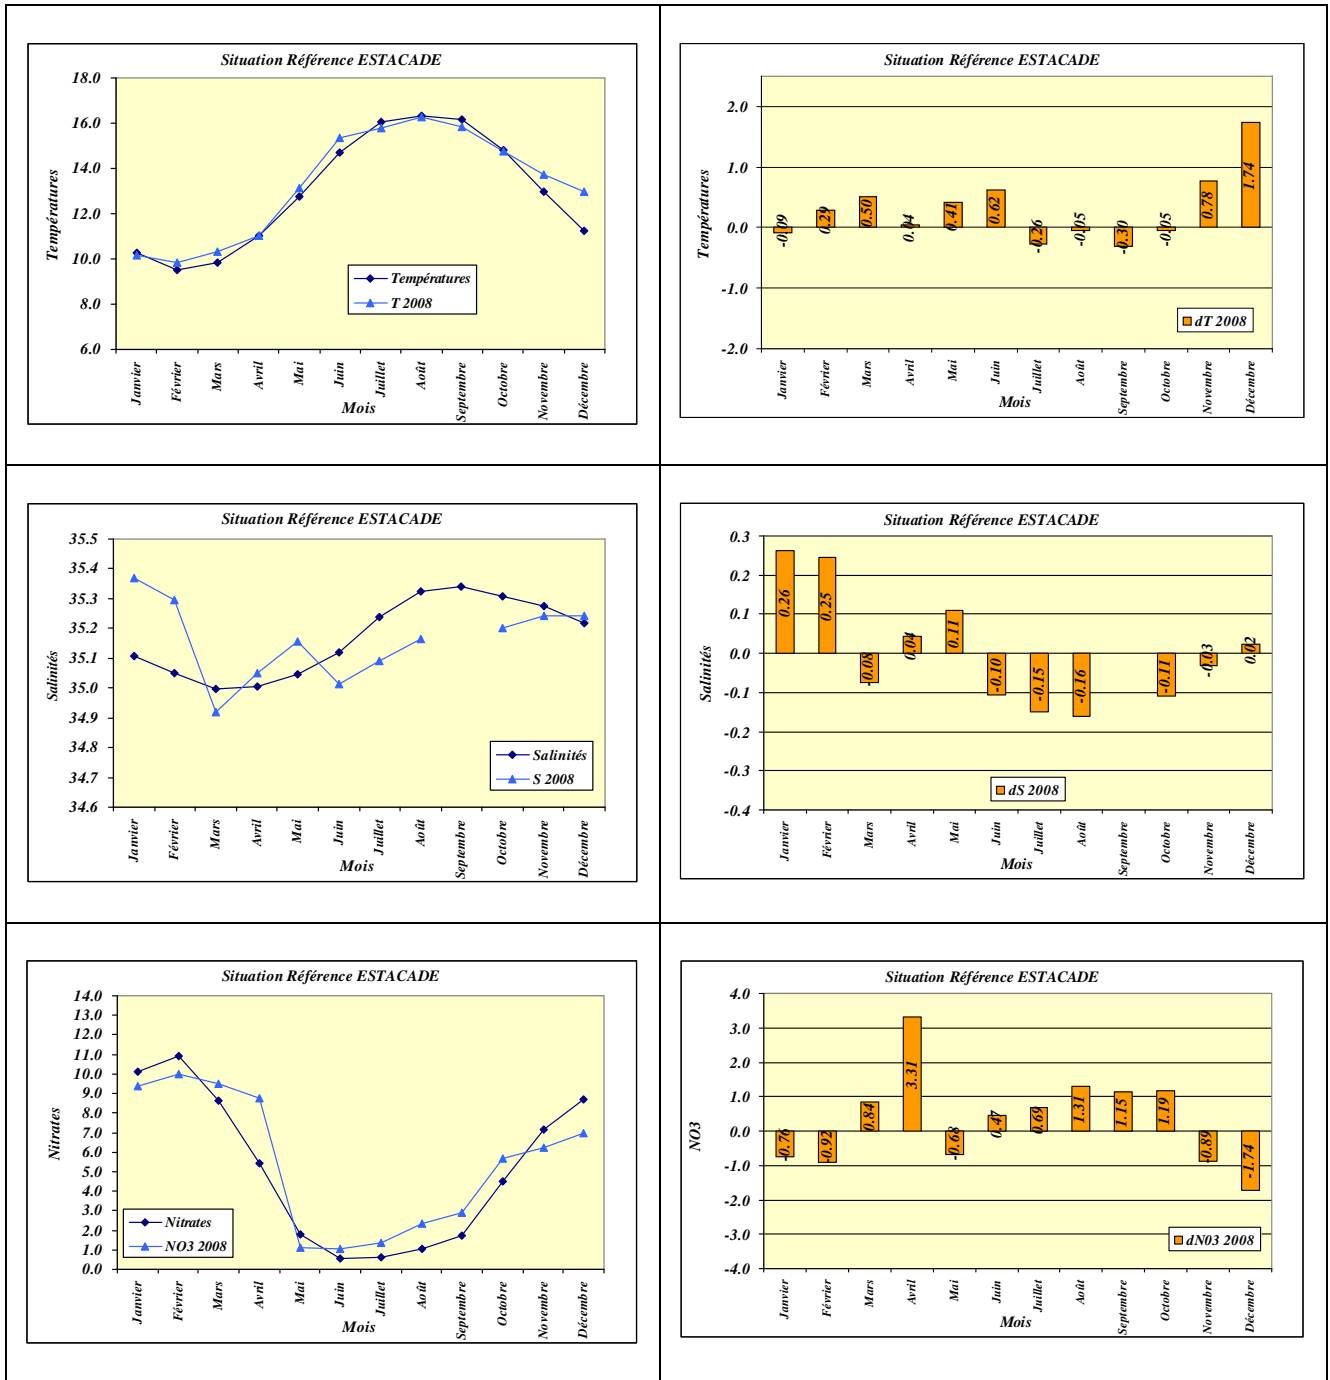 Situation Référence ESTACADE
18.0
16.0
14.0
12.0
10.0
8.0
6.0
Températures
Températures
T 2008
Janvier
Février
Mars
Avril
Mai
Juin
Juillet
Août
Septembre
Octobre
Novembre
Décembre
Mois
Situation Référence ESTACADE
2.0
1.0
0.0
-1.0
-2.0
Températures
-0.09
0.29
0.50
0.04
0.41
0.62
-0.26
-0.05
-0.30
-0.05
0.78
1.74
dT 2008
Janvier
Février
Mars
Avril
Mai
Juin
Juillet
Août
Septembre
Octobre
Novembre
Décembre
Mois
Situation Référence ESTACADE
35.5
35.4
35.3
35.2
35.1
35.0
34.9
34.8
34.7
34.6
Salinités
Salinités
S 2008
Janvier
Février
Mars
Avril
Mai
Juin
Juillet
Août
Septembre
Octobre
Novembre
Décembre
Mois
Situation Référence ESTACADE
0.3
0.2
0.1
0.0
-0.1
-0.2
-0.3
-0.4
Salinités
0.26
0.25
-0.08
0.04
0.11
-0.10
-0.15
-0.16
-0.11
-0.03
0.02
dS 2008
Janvier
Février
Mars
Avril
Mai
Juin
Juillet
Août
Septembre
Octobre
Novembre
Décembre
Mois
Situation Référence ESTACADE
14.0
13.0
12.0
11.0
10.0
9.0
8.0
7.0
6.0
5.0
4.0
3.0
2.0
1.0
0.0
Nitrates
Nitrates
NO3 2008
Janvier
Février
Mars
Avril
Mai
Juin
Juillet
Août
Septembre
Octobre
Novembre
Décembre
Mois
Situation Référence ESTACADE
4.0
3.0
2.0
1.0
0.0
-1.0
-2.0
-3.0
-4.0
NO3
-0.76
-0.92
0.84
3.31
-0.68
0.47
0.69
1.31
1.15
1.19
-0.89
-1.74
dN03 2008
Janvier
Février
Mars
Avril
Mai
Juin
Juillet
Août
Septembre
Octobre
Novembre
Décembre
Mois